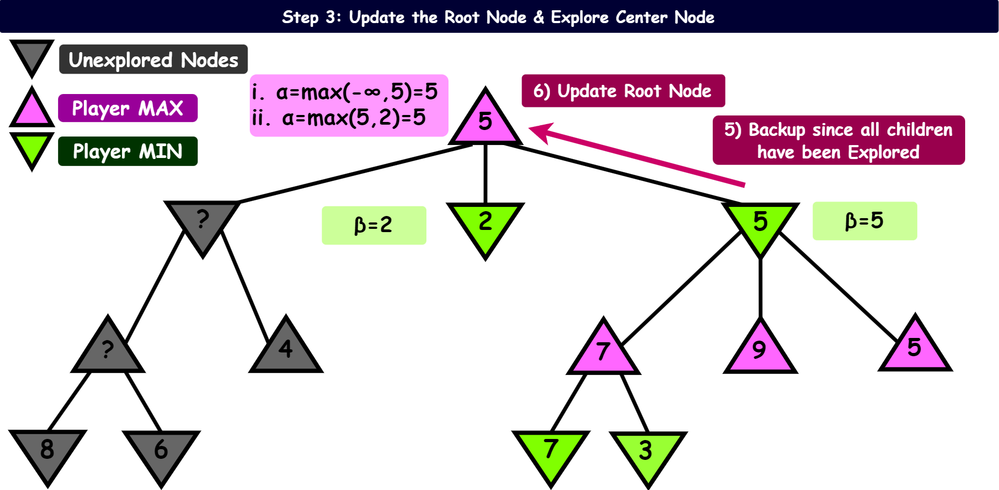 Step 3: Update the Root Node & Explore Center Node
Unexplored Nodes
Player MAX
Player MIN
i. α=max(-∞,5)=5
ii. α=max(5,2)=5
5
6) Update Root Node
5) Backup since all children
have been Explored
?
β=2
2
5
β=5
?
4
7
9
5
8
6
7
3